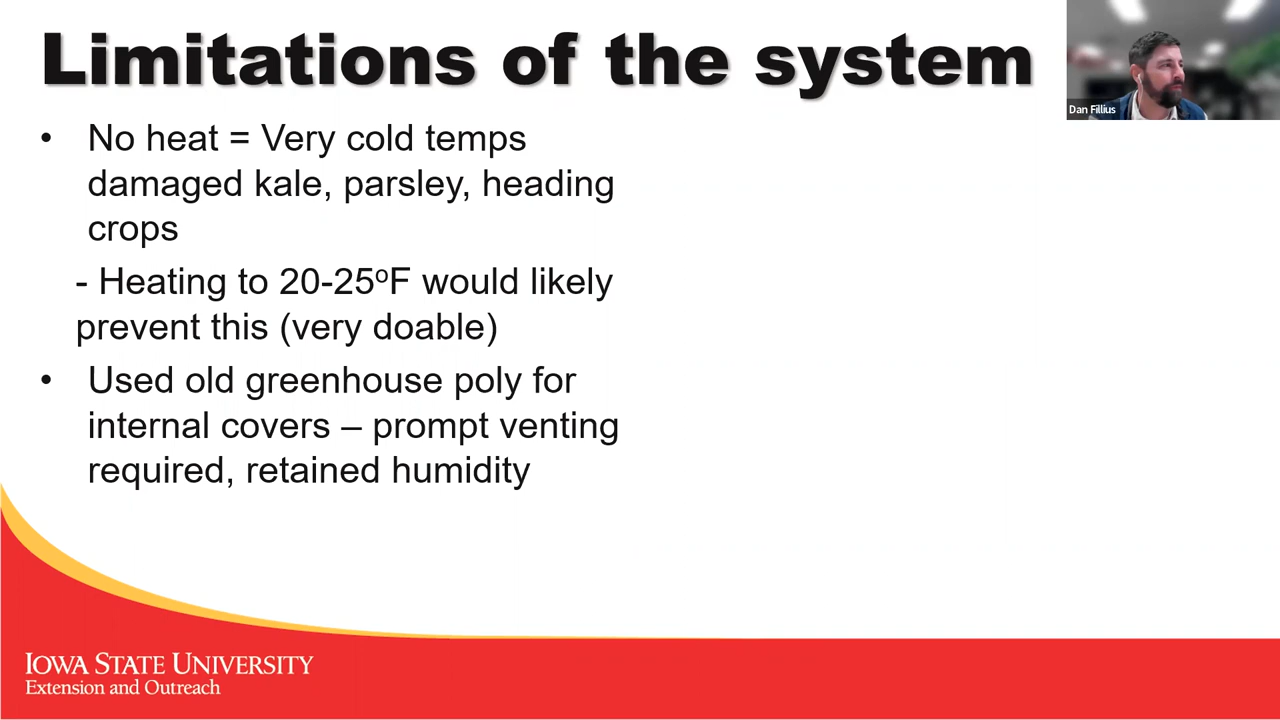 Limitations of the system
Dan Fillius
• No heat = Very cold temps
damaged kale, parsley, heading
crops
- Heating to 20-25ºF would likely
prevent this (very doable)
• Used old greenhouse poly for
internal covers – prompt venting
required, retained humidity
IOWA STATE UNIVERSITY
Extension and Outreach